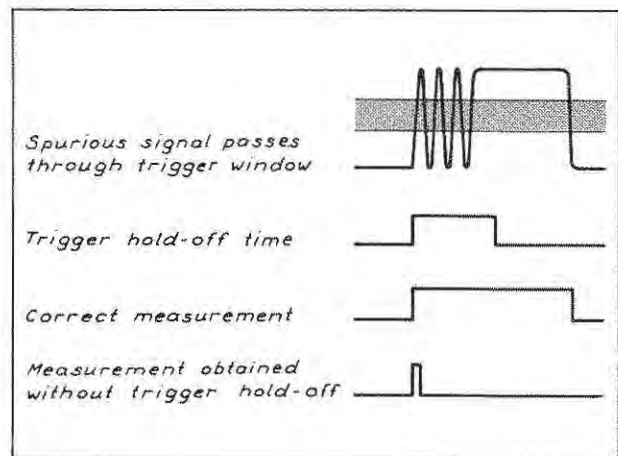 Spurious signal passes
through trigger window
Trigger hold-off time
Correct measurement
Measurement obtained
without trigger hold-off